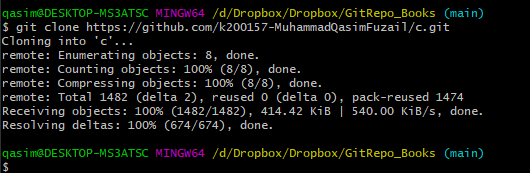 qasim@DESKTOP-MS3ATSC MINGW64 /d/Dropbox/Dropbox/GitRepo_Books (main)
$ git clone https://github.com/k200157-MuhammadQasimFuzail/c.git
Cloning into 'c'...
remote: Enumerating objects: 8, done.
remote: Counting objects: 100% (8/8), done.
remote: Compressing objects: 100% (8/8), done.
remote: Total 1482 (delta 2), reused 0 (delta 0), pack-reused 1474
Receiving objects: 100% (1482/1482), 414.42 KiB | 540.00 KiB/s, done.
Resolving deltas: 100% (674/674), done.
qasim@DESKTOP-MS3ATSC MINGW64 /d/Dropbox/Dropbox/GitRepo_Books (main)
$